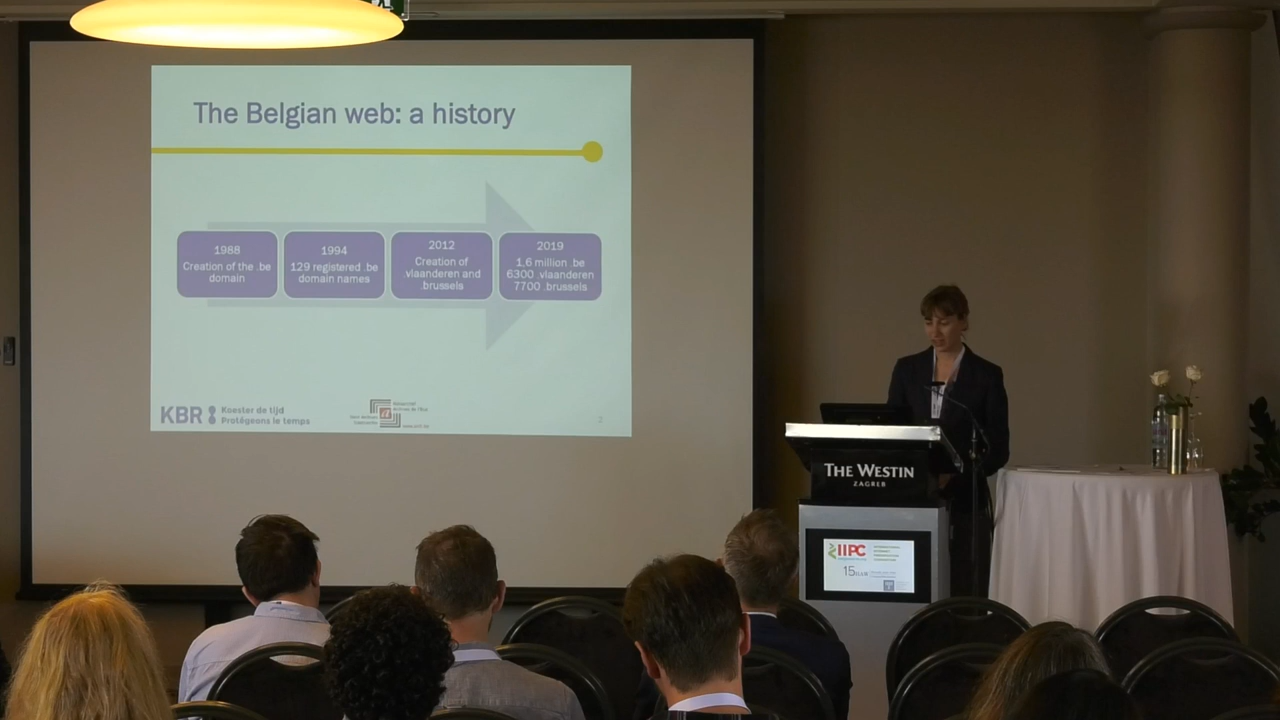 The Belgian web: a history
1988
Creation of the .be
domain
1994
129 registered .be
domain names
2012
Creation of
.vlaanderen and
.brussels
2019
1.6 million .be
6300 .vlaanderen
7700 .brussels
KBR
Koester de tijd
Protégeons le temps
2
THE WESTIN
ZAGREB
IIPC
15